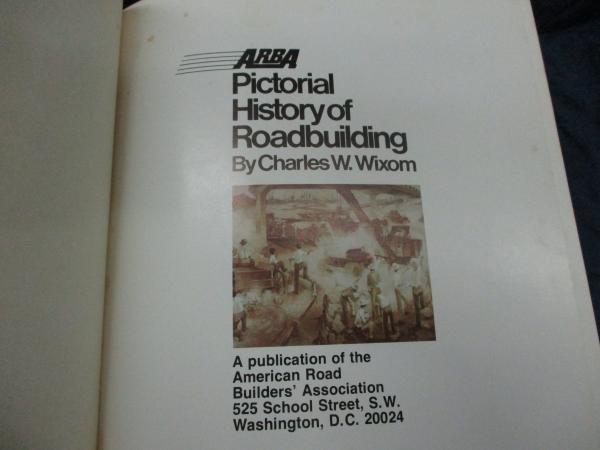 ARBA
Pictorial
History of
Roadbuilding
By Charles W. Wixom
A publication of the
American Road
Builders' Association
525 School Street, S.W.
Washington, D.C. 20024